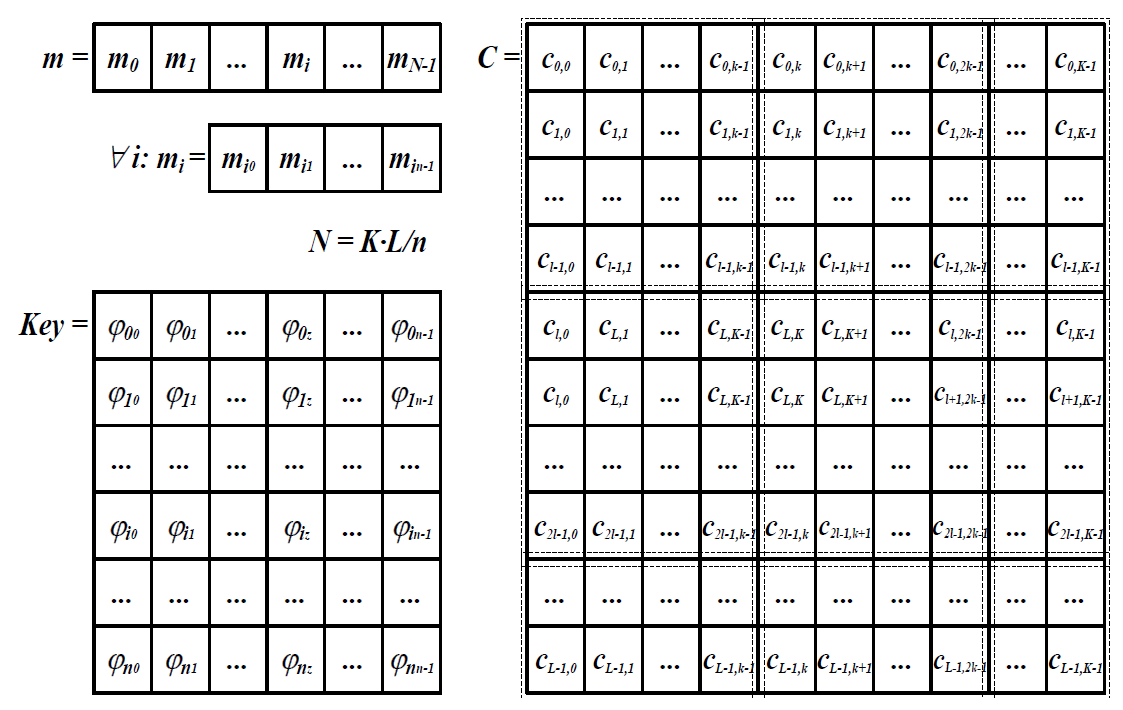 m = m0 m1 ... mi ... mN-1
∀ i: mi = mi0 mi1 ... min-1
N = K·L/n
Key = φ00 φ01 ... φ0z ... φ0n-1
φ10 φ11 ... φ1z ... φ1n-1
... ... ... ... ... ...
φi0 φi1 ... φiz ... φin-1
... ... ... ... ... ...
φn0 φn1 ... φnz ... φnn-1
C = c0,0 c0,1 ... c0,k-1 c0,k c0,k+1 ... c0,2k-1 ... c0,K-1
c1,0 c1,1 ... c1,k-1 c1,k c1,k+1 ... c1,2k-1 ... c1,K-1
... ... ... ... ... ... ... ... ... ...
cl-1,0 cl-1,1 ... cl-1,k-1 cl-1,k cl-1,k+1 ... cl-1,2k-1 ... cl-1,K-1
cl,0 cL,1 ... cL,K-1 cL,K cL,K+1 ... cl,2k-1 ... cl,K-1
cl,0 cL,1 ... cL,K-1 cL,K cL,K+1 ... cl+1,2k-1 ... cl+1,K-1
... ... ... ... ... ... ... ... ... ...
c2l-1,0 c2l-1,1 ... c2l-1,k-1 c2l-1,k c2l-1,k+1 ... c2l-1,2k-1 ... c2l-1,K-1
... ... ... ... ... ... ... ... ... ...
cL-1,0 cL-1,1 ... cL-1,k-1 cL-1,k cL-1,k+1 ... cL-1,2k-1 ... cL-1,K-1